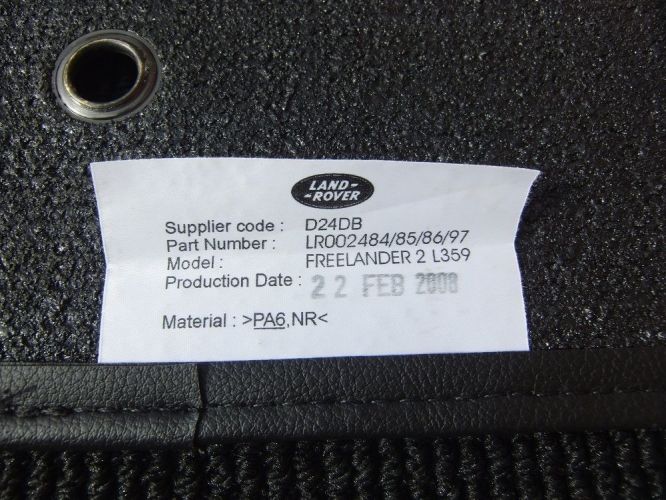 LAND-
-ROVER
Supplier code : D24DB
Part Number : LR002484/85/86/97
Model : FREELANDER 2 L359
Production Date : 22 FEB 2008
Material : >PA6,NR<